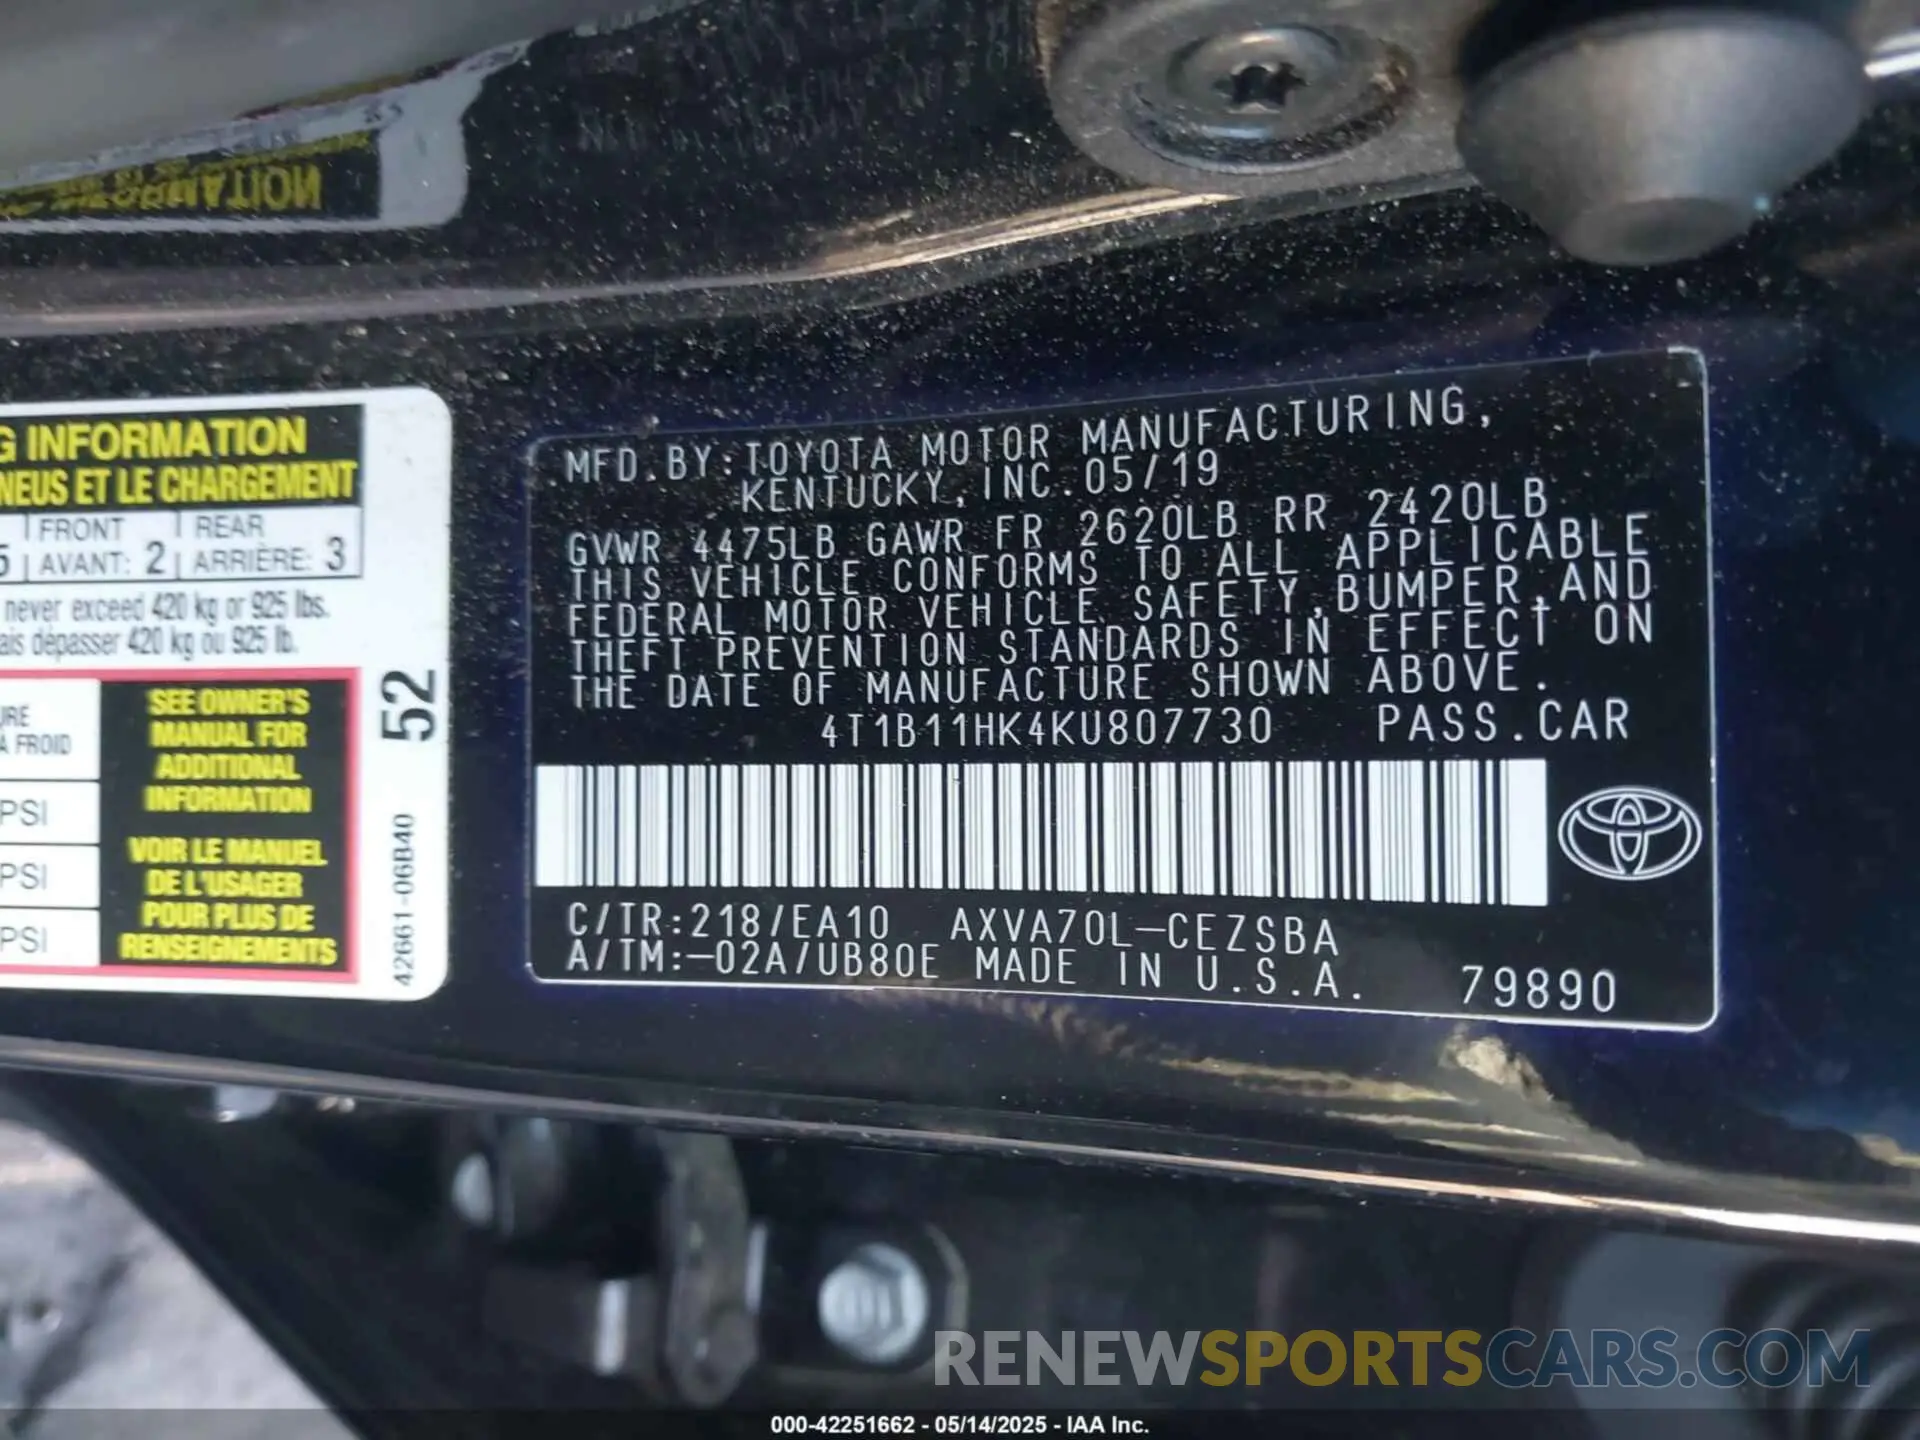 G INFORMATION
NEUS ET LE CHARGEMENT
5 FRONT AVANT: 2 REAR ARRIÈRE: 3
never exceed 420 kg or 925 lbs.
ais dépasser 420 kg ou 925 lb.
URE
A FROID
PSI
PSI
PSI
SEE OWNER'S
MANUAL FOR
ADDITIONAL
INFORMATION
VOIR LE MANUEL
DE L'USAGER
POUR PLUS DE
RENSEIGNEMENTS
52
42661-06B40
MFD.BY:TOYOTA MOTOR MANUFACTURING,
KENTUCKY, INC.05/19
GVWR 4475LB GAWR FR 2620LB RR 2420LB
THIS VEHICLE CONFORMS TO ALL APPLICABLE
FEDERAL MOTOR VEHICLE SAFETY,BUMPER,AND
THEFT PREVENTION STANDARDS IN EFFECT ON
THE DATE OF MANUFACTURE SHOWN ABOVE.
4T1B11HK4KU807730 PASS.CAR
C/TR:218/EA10 AXVA70L-CEZSBA
A/TM:-02A/UB80E MADE IN U.S.A. 79890
RENEWSPORTSCARS.COM
000-42251662 - 05/14/2025 - IAA Inc.